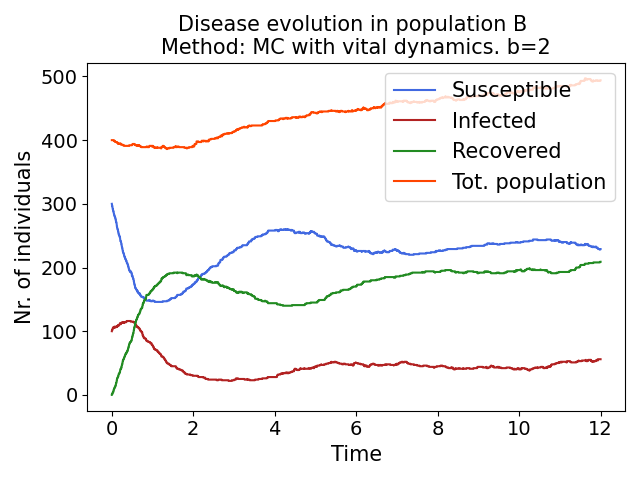 Disease evolution in population B
Method: MC with vital dynamics. b=2
Nr. of individuals
500
400
300
200
100
0
Susceptible
Infected
Recovered
Tot. population
0 2 4 6 8 10 12
Time